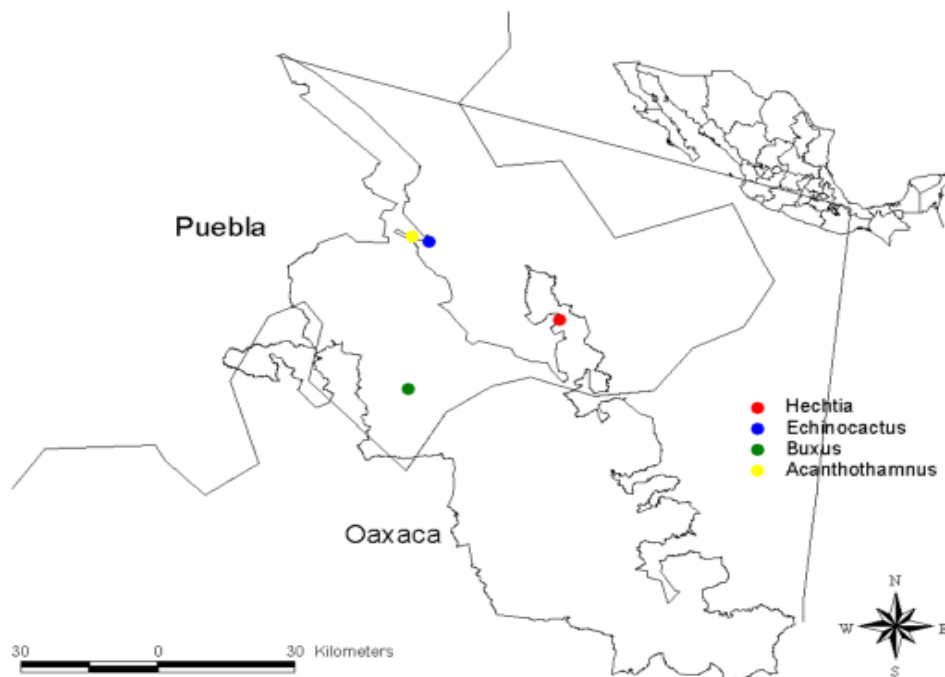 Puebla
Hechtia
Echinocactus
Buxus
Acanthothamnus
Oaxaca
N
W E
S
30 0 30 Kilometers